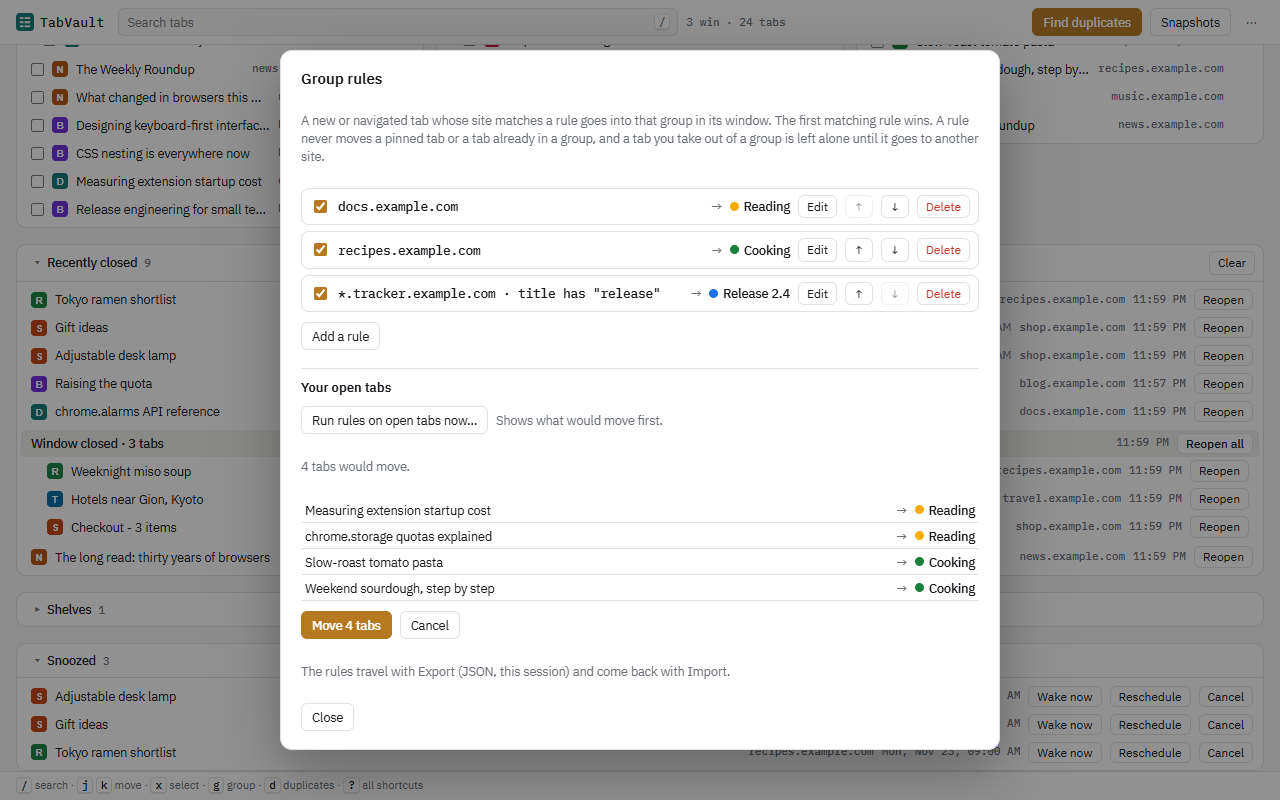 TabVault
Search tabs
/
3 win · 24 tabs
Find duplicates
Snapshots
···
N The Weekly Roundup
N What changed in browsers this ...
B Designing keyboard-first interfac...
B CSS nesting is everywhere now
D Measuring extension startup cost
B Release engineering for small te...
step by... recipes.example.com
music.example.com
news.example.com
Recently closed 9
Clear
R Tokyo ramen shortlist
recipes.example.com 11:59 PM Reopen
S Gift ideas
shop.example.com 11:59 PM Reopen
S Adjustable desk lamp
shop.example.com 11:59 PM Reopen
B Raising the quota
blog.example.com 11:57 PM Reopen
D chrome.alarms API reference
docs.example.com 11:59 PM Reopen
Window closed · 3 tabs
11:59 PM Reopen all
R Weeknight miso soup
recipes.example.com 11:59 PM Reopen
T Hotels near Gion, Kyoto
travel.example.com 11:59 PM Reopen
S Checkout - 3 items
shop.example.com 11:59 PM Reopen
N The long read: thirty years of browsers
news.example.com 11:59 PM Reopen
Shelves 1
Snoozed 3
S Adjustable desk lamp
AM Wake now Reschedule Cancel
S Gift ideas
AM Wake now Reschedule Cancel
R Tokyo ramen shortlist
recipes.example.com Mon, Nov 23, 09:00 AM Wake now Reschedule Cancel
/ search · j k move · x select · g group · d duplicates · ? all shortcuts
Group rules
A new or navigated tab whose site matches a rule goes into that group in its window. The first matching rule wins. A rule
never moves a pinned tab or a tab already in a group, and a tab you take out of a group is left alone until it goes to another
site.
docs.example.com → Reading Edit ↑ ↓ Delete
recipes.example.com → Cooking Edit ↑ ↓ Delete
*.tracker.example.com · title has "release" → Release 2.4 Edit ↑ ↓ Delete
Add a rule
Your open tabs
Run rules on open tabs now... Shows what would move first.
4 tabs would move.
Measuring extension startup cost → Reading
chrome.storage quotas explained → Reading
Slow-roast tomato pasta → Cooking
Weekend sourdough, step by step → Cooking
Move 4 tabs Cancel
The rules travel with Export (JSON, this session) and come back with Import.
Close